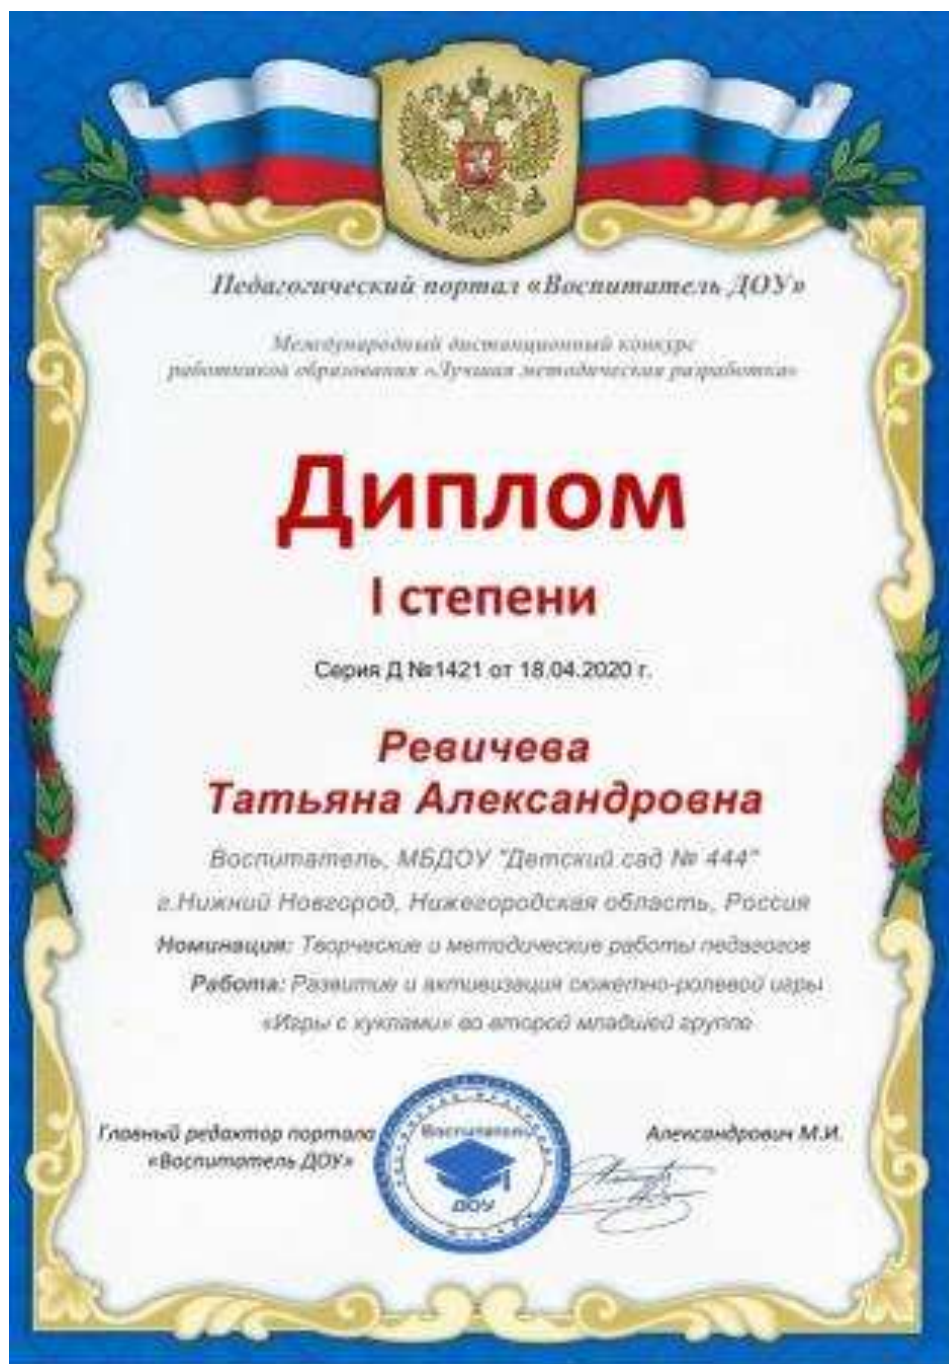 Педагогический портал «Воспитатель ДОУ»
Международный дистанционный конкурс
работников образования «Лучшая методическая разработка»
Диплом
I степени
Серия Д №1421 от 18.04.2020 г.
Ревичева
Татьяна Александровна
Воспитатель, МБДОУ "Детский сад № 444"
г.Нижний Новгород, Нижегородская область, Россия
Номинация: Творческие и методические работы педагогов
Работа: Развитие и активизация сюжетно-ролевой игры
«Игры с куклами» во второй младшей группе
Главный редактор портала
«Воспитатель ДОУ»
Воспитатель
ДОУ
Александрович М.И.